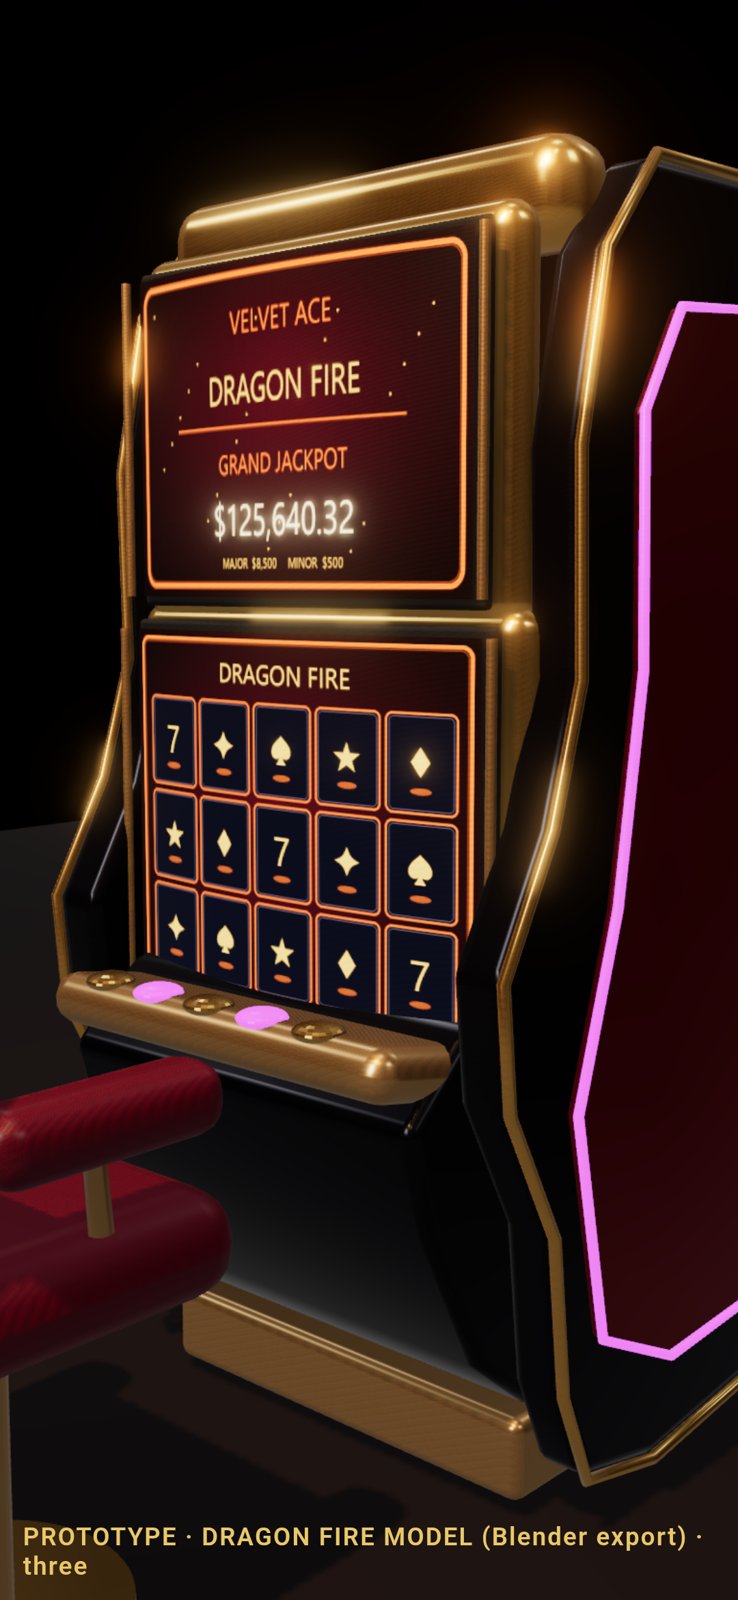 VELVET ACE
DRAGON FIRE
GRAND JACKPOT
$125,640.32
MAJOR $8,500 MINOR $500
DRAGON FIRE
7
7
7
PROTOTYPE · DRAGON FIRE MODEL (Blender export) ·
three